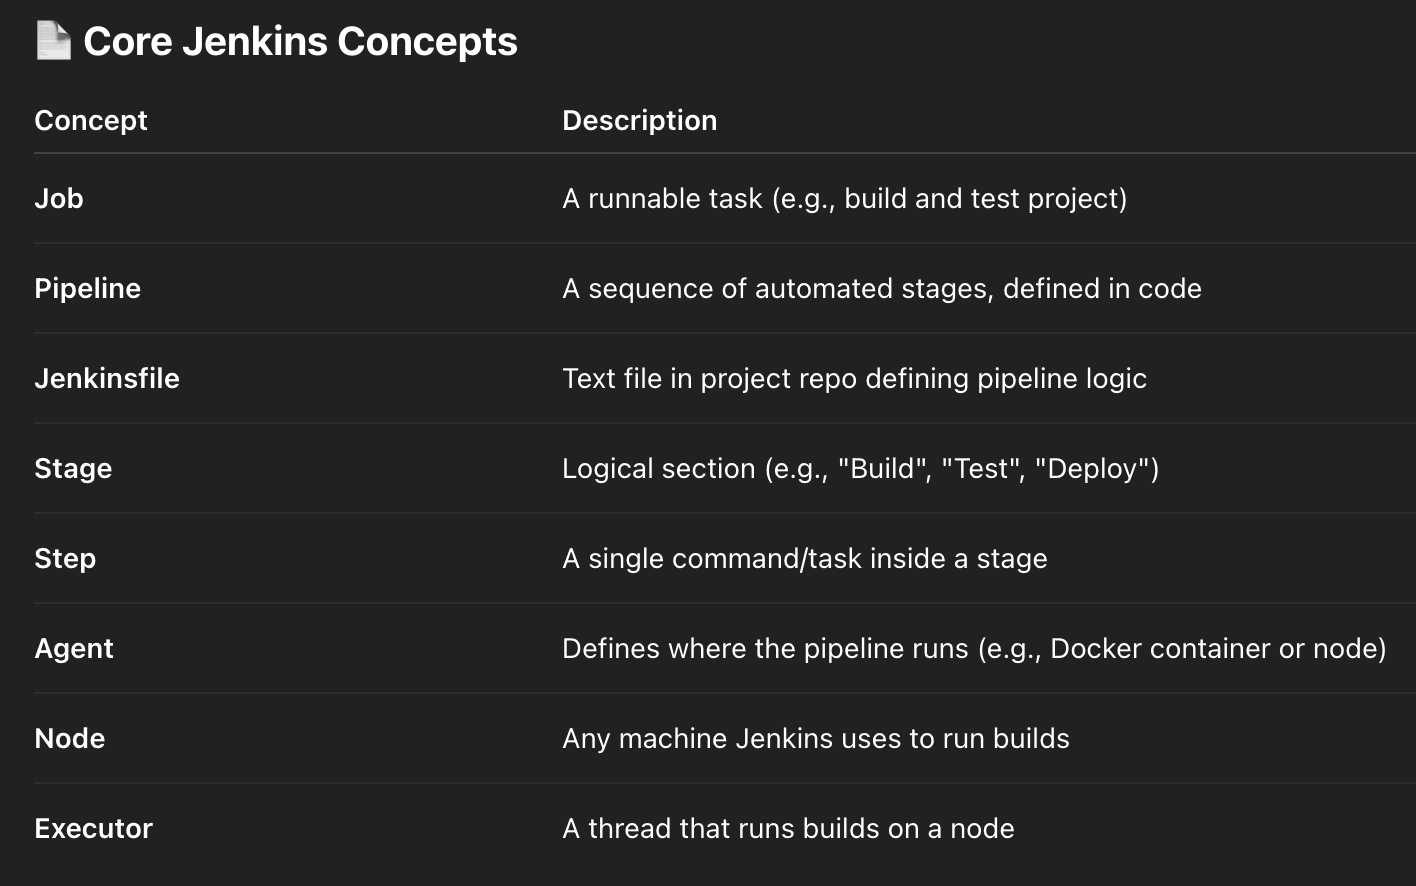 Core Jenkins Concepts
Concept Description
Job A runnable task (e.g., build and test project)
Pipeline A sequence of automated stages, defined in code
Jenkinsfile Text file in project repo defining pipeline logic
Stage Logical section (e.g., "Build", "Test", "Deploy")
Step A single command/task inside a stage
Agent Defines where the pipeline runs (e.g., Docker container or node)
Node Any machine Jenkins uses to run builds
Executor A thread that runs builds on a node